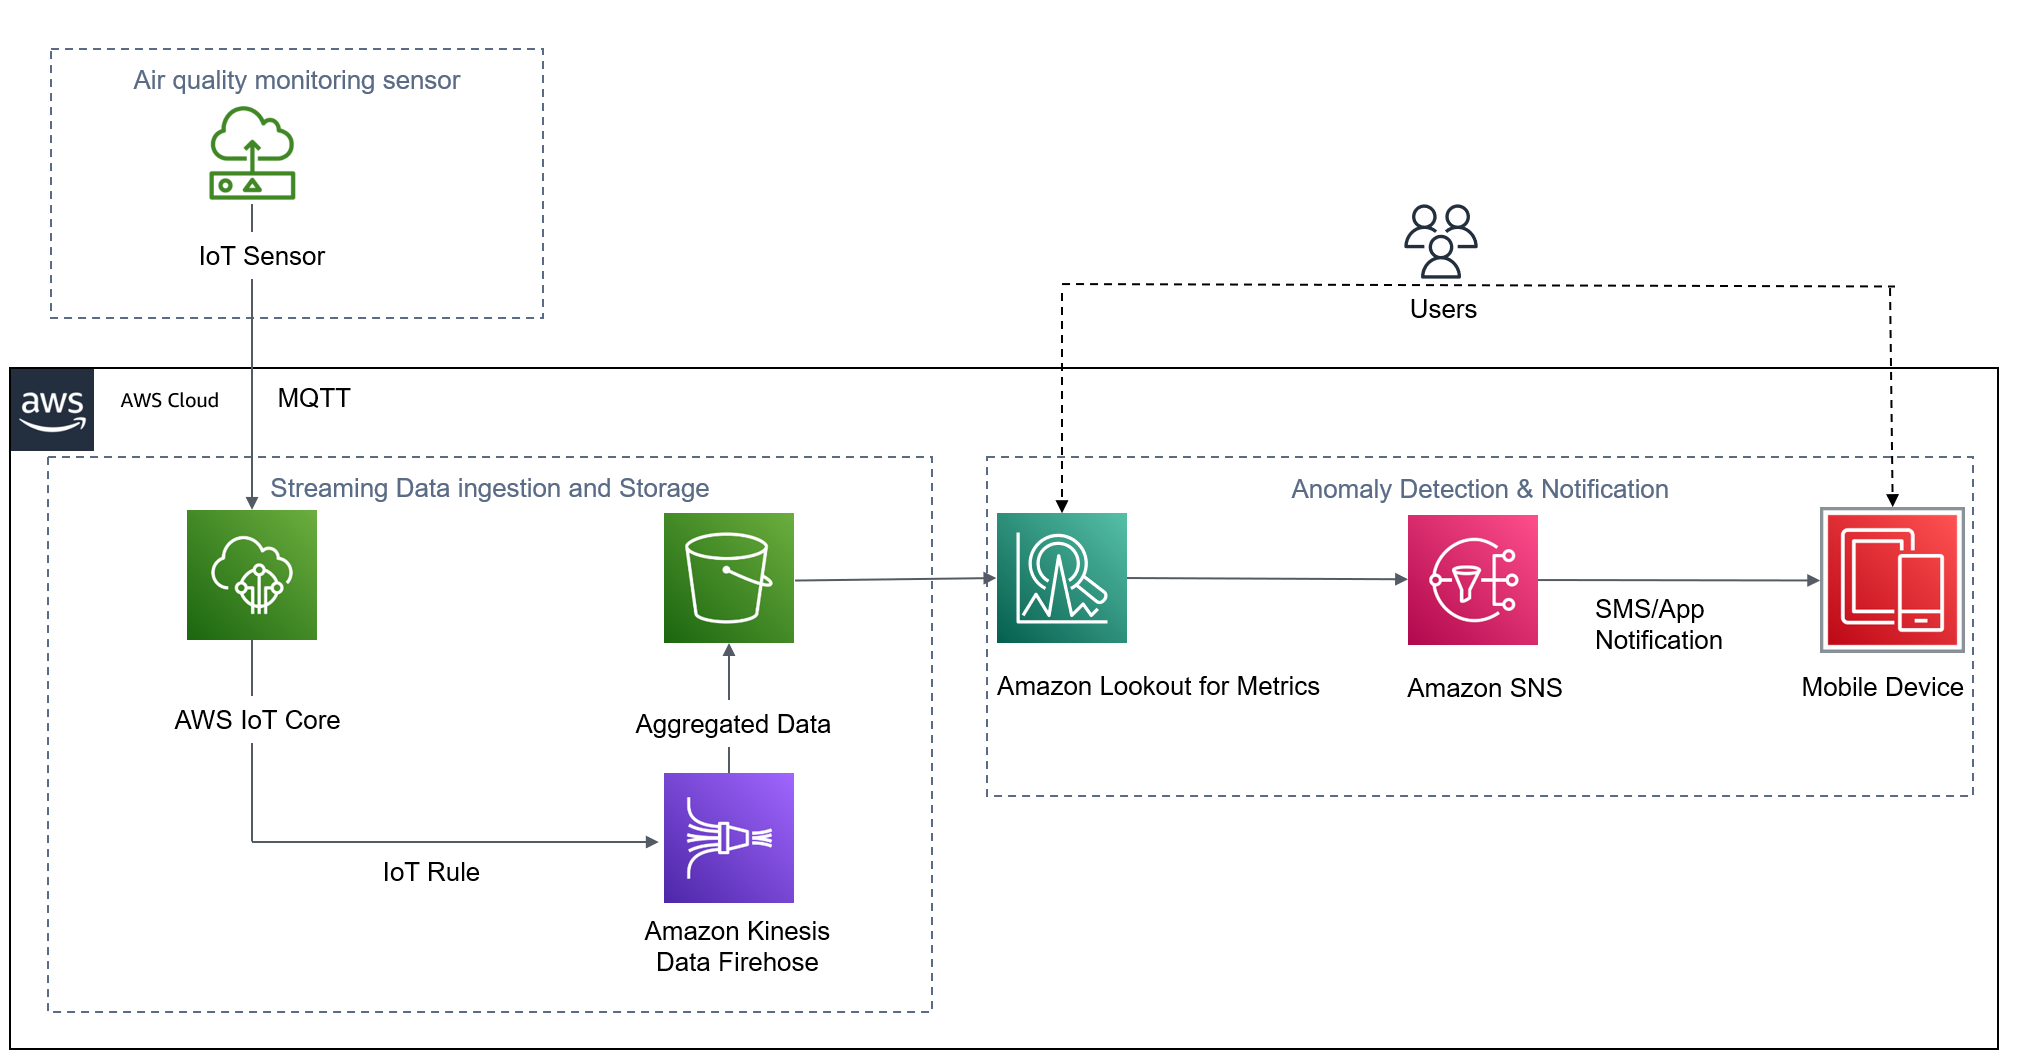 Air quality monitoring sensor
IoT Sensor
Users
aws
AWS Cloud
MQTT
Streaming Data ingestion and Storage
Anomaly Detection & Notification
SMS/App
Notification
Amazon Lookout for Metrics
Amazon SNS
Mobile Device
AWS IoT Core
Aggregated Data
IoT Rule
Amazon Kinesis
Data Firehose